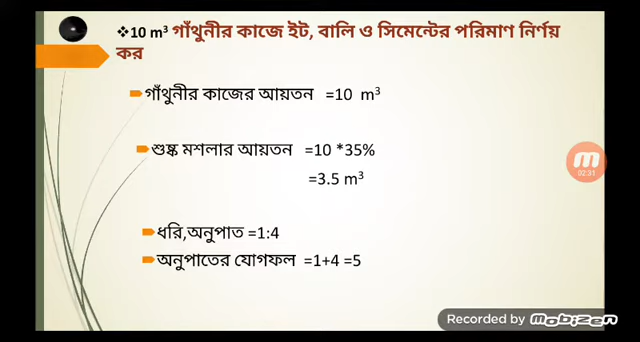 ❖10 m³ গাঁথুনীর কাজে ইট, বালি ও সিমেন্টের পরিমাণ নির্ণয়
কর
গাঁথুনীর কাজের আয়তন =10 m³
শুষ্ক মশলার আয়তন =10 *35%
=3.5 m³
ধরি,অনুপাত =1:4
অনুপাতের যোগফল =1+4 =5
02:31
Recorded by Mobizen